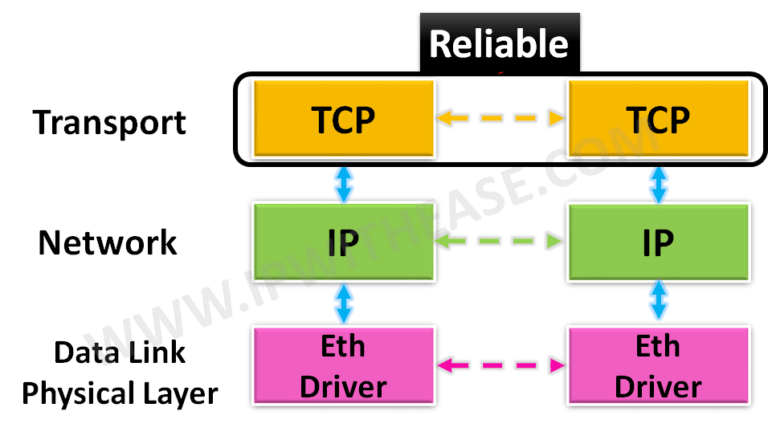 Reliable
Transport
TCP
TCP
Network
IP
IP
Data Link
Physical Layer
Eth
Driver
Eth
Driver
WWW.IPWITHEASE.COM